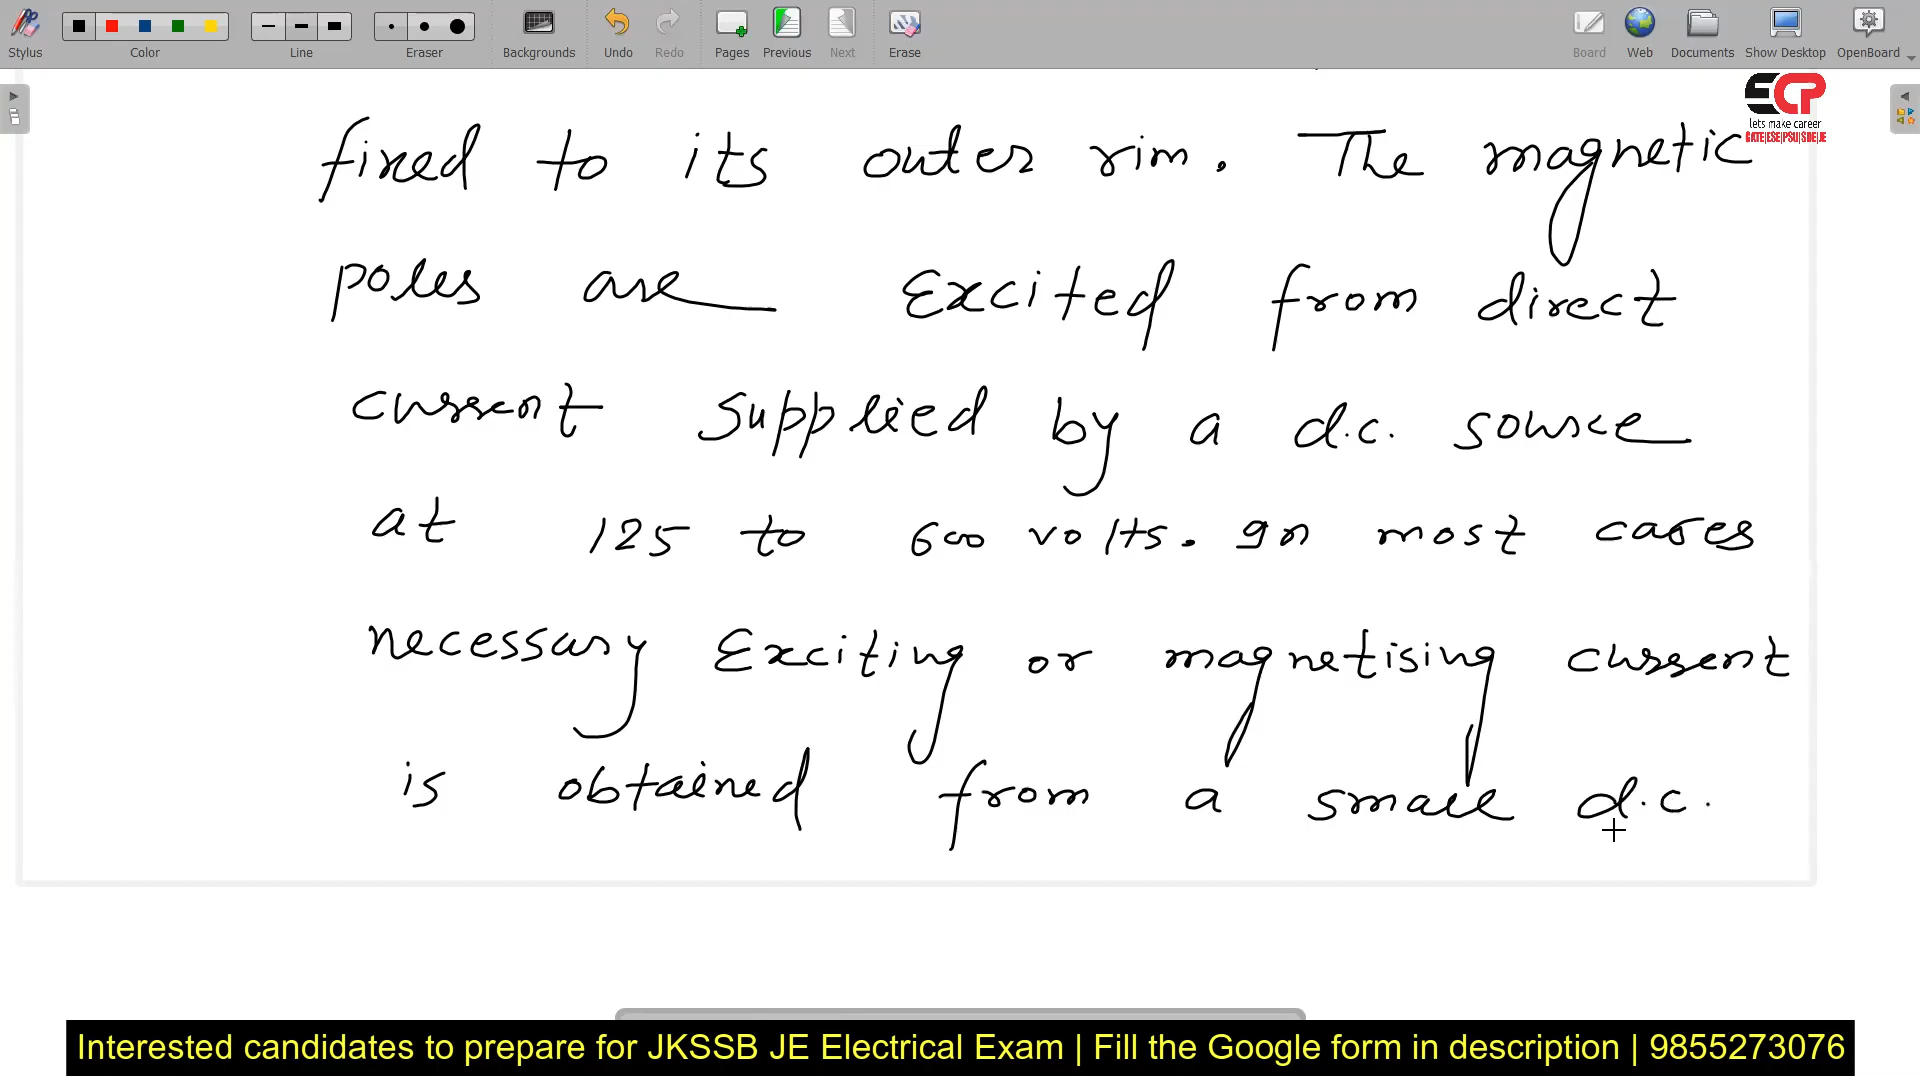 Stylus Color Line Eraser Backgrounds Undo Redo Pages Previous Next Erase Board Web Documents Show Desktop OpenBoard
ECP
lets make career
GATE|ESE|PSU|SDE|JE
fixed to its outer rim. The magnetic
poles are Excited from direct
current supplied by a d.c. source
at 125 to 600 volts. In most cases
necessary Exciting or magnetising current
is obtained from a small d.c.
Interested candidates to prepare for JKSSB JE Electrical Exam | Fill the Google form in description | 9855273076